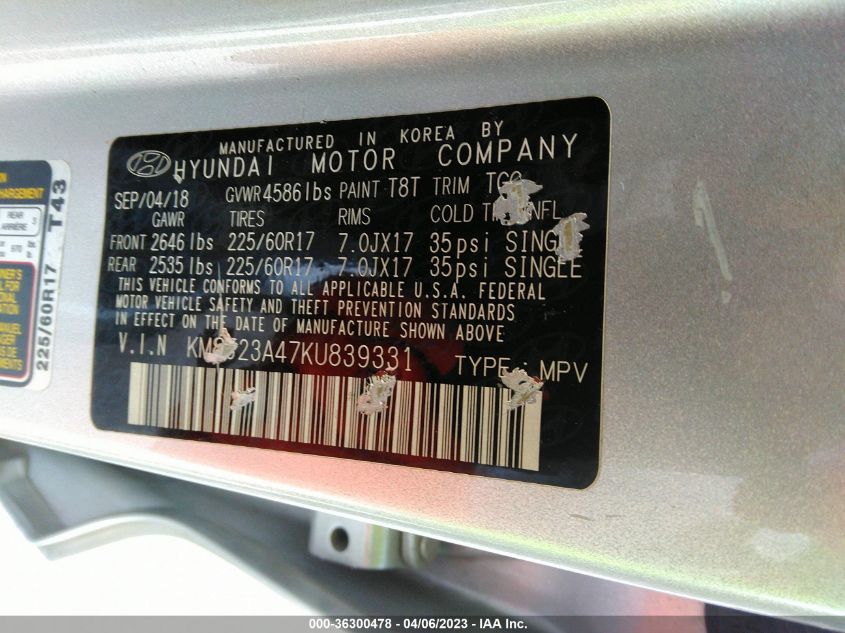 MANUFACTURED IN KOREA BY
HYUNDAI MOTOR COMPANY
SEP/04/18 GVWR 4586 lbs PAINT T8T TRIM
GAWR TIRES RIMS COLD
FRONT 2646 lbs 225/60R17 7.0JX17 35psi
REAR 2535 lbs 225/60R17 7.0JX17 35psi SINGLE
THIS VEHICLE CONFORMS TO ALL APPLICABLE U.S.A. FEDERAL
MOTOR VEHICLE SAFETY AND THEFT PREVENTION STANDARDS
IN EFFECT ON THE DATE OF MANUFACTURE SHOWN ABOVE
V.I.N TYPE : MPV
REAR
225/60R17 T43
000-36300478 - 04/06/2023 - IAA Inc.